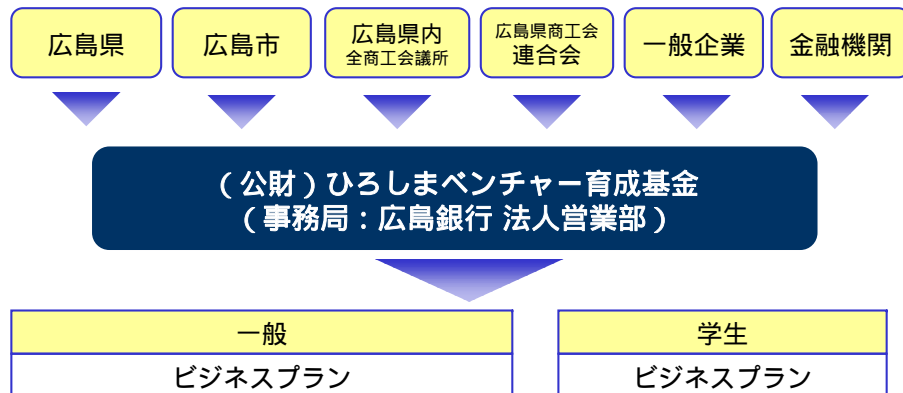 広島県
広島市
広島県内
全商工会議所
広島県商工会
連合会
一般企業
金融機関
（公財）ひろしまベンチャー育成基金
（事務局：広島銀行 法人営業部）
一般
学生
ビジネスプラン
ビジネスプラン